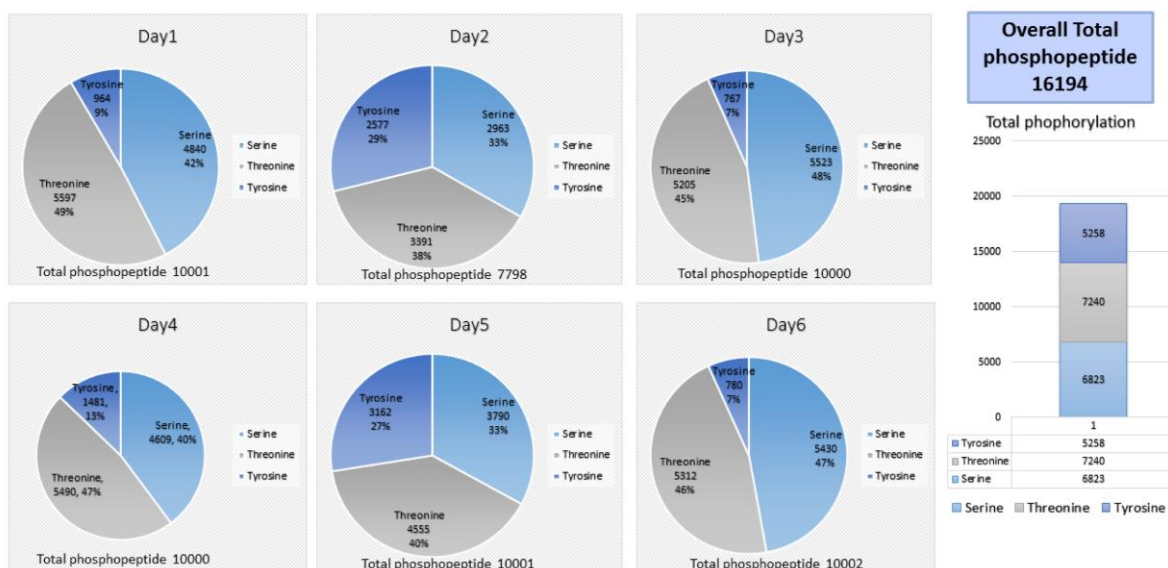 Day1
Tyrosine
964
9%
Serine
4840
42%
Threonine
5597
49%
Serine
Threonine
Tyrosine
Total phosphopeptide 10001
Day2
Tyrosine
2577
29%
Serine
2963
33%
Threonine
3391
38%
Serine
Threonine
Tyrosine
Total phosphopeptide 7798
Day3
Tyrosine
767
7%
Serine
5523
48%
Threonine
5205
45%
Serine
Threonine
Tyrosine
Total phosphopeptide 10000
Day4
Tyrosine,
1481,
13%
Serine,
4609, 40%
Threonine,
5490, 47%
Serine
Threonine
Tyrosine
Total phosphopeptide 10000
Day5
Tyrosine
3162
27%
Serine
3790
33%
Threonine
4555
40%
Serine
Threonine
Tyrosine
Total phosphopeptide 10001
Day6
Tyrosine
780
7%
Serine
5430
47%
Threonine
5312
46%
Serine
Threonine
Tyrosine
Total phosphopeptide 10002
Overall Total
phosphopeptide
16194
Total phophorylation
25000
20000
15000
10000
5000
0
5258
7240
6823
1
Tyrosine 5258
Threonine 7240
Serine 6823
Serine Threonine Tyrosine